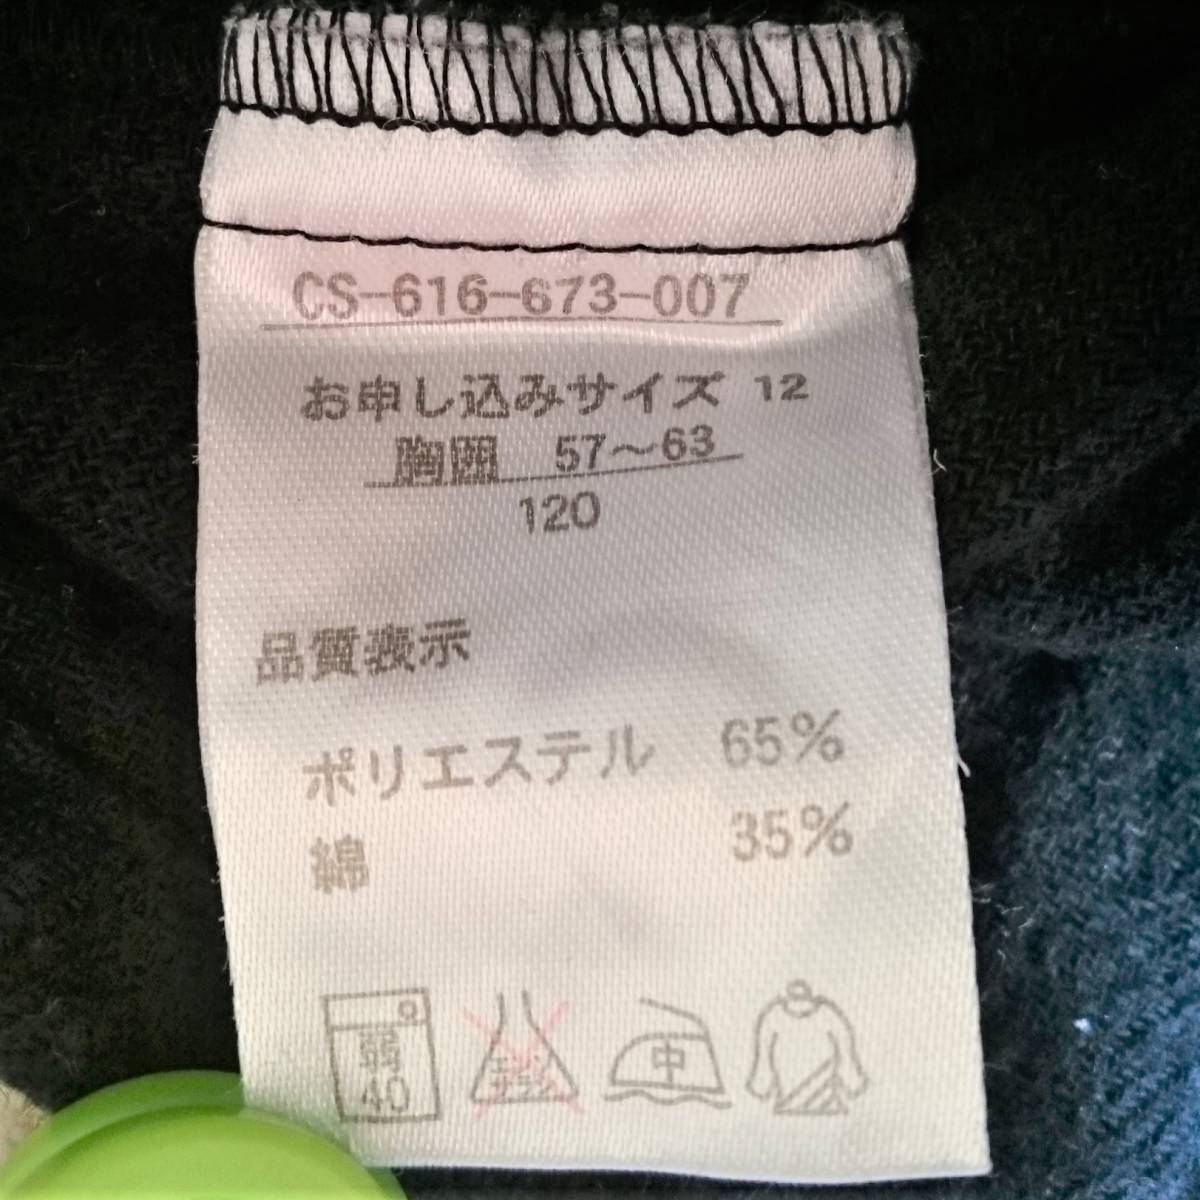 CS-616-673-007
お申し込みサイズ 12
胸囲 57～63
120
品質表示
ポリエステル 65%
綿 35%
弱
40
中